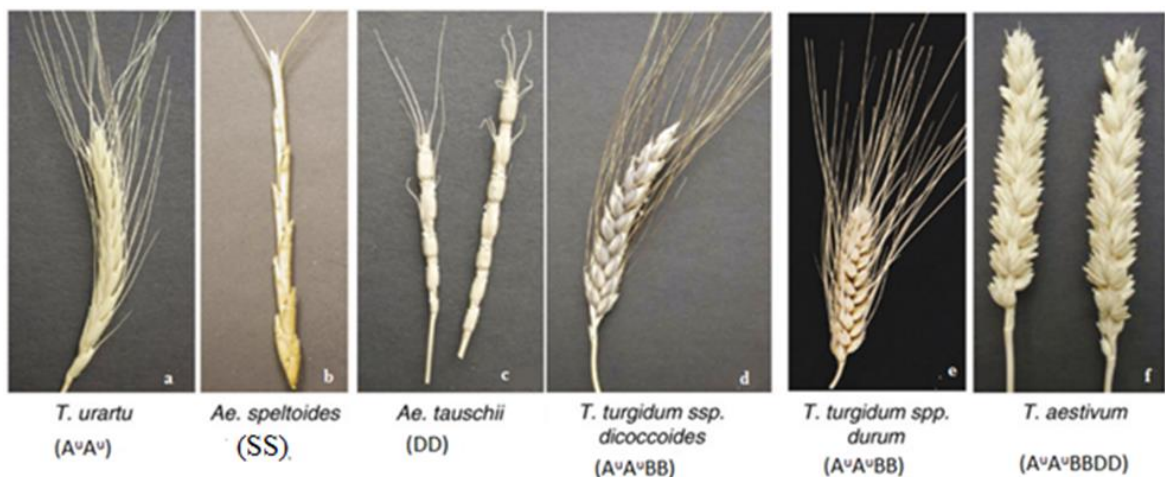 a b c d e f
T. urartu Ae. speltoides Ae. tauschii T. turgidum ssp. T. turgidum spp. T. aestivum
dicoccoides durum
(AᵘAᵘ) (SS). (DD) (AᵘAᵘBB) (AᵘAᵘBB) (AᵘAᵘBBDD)